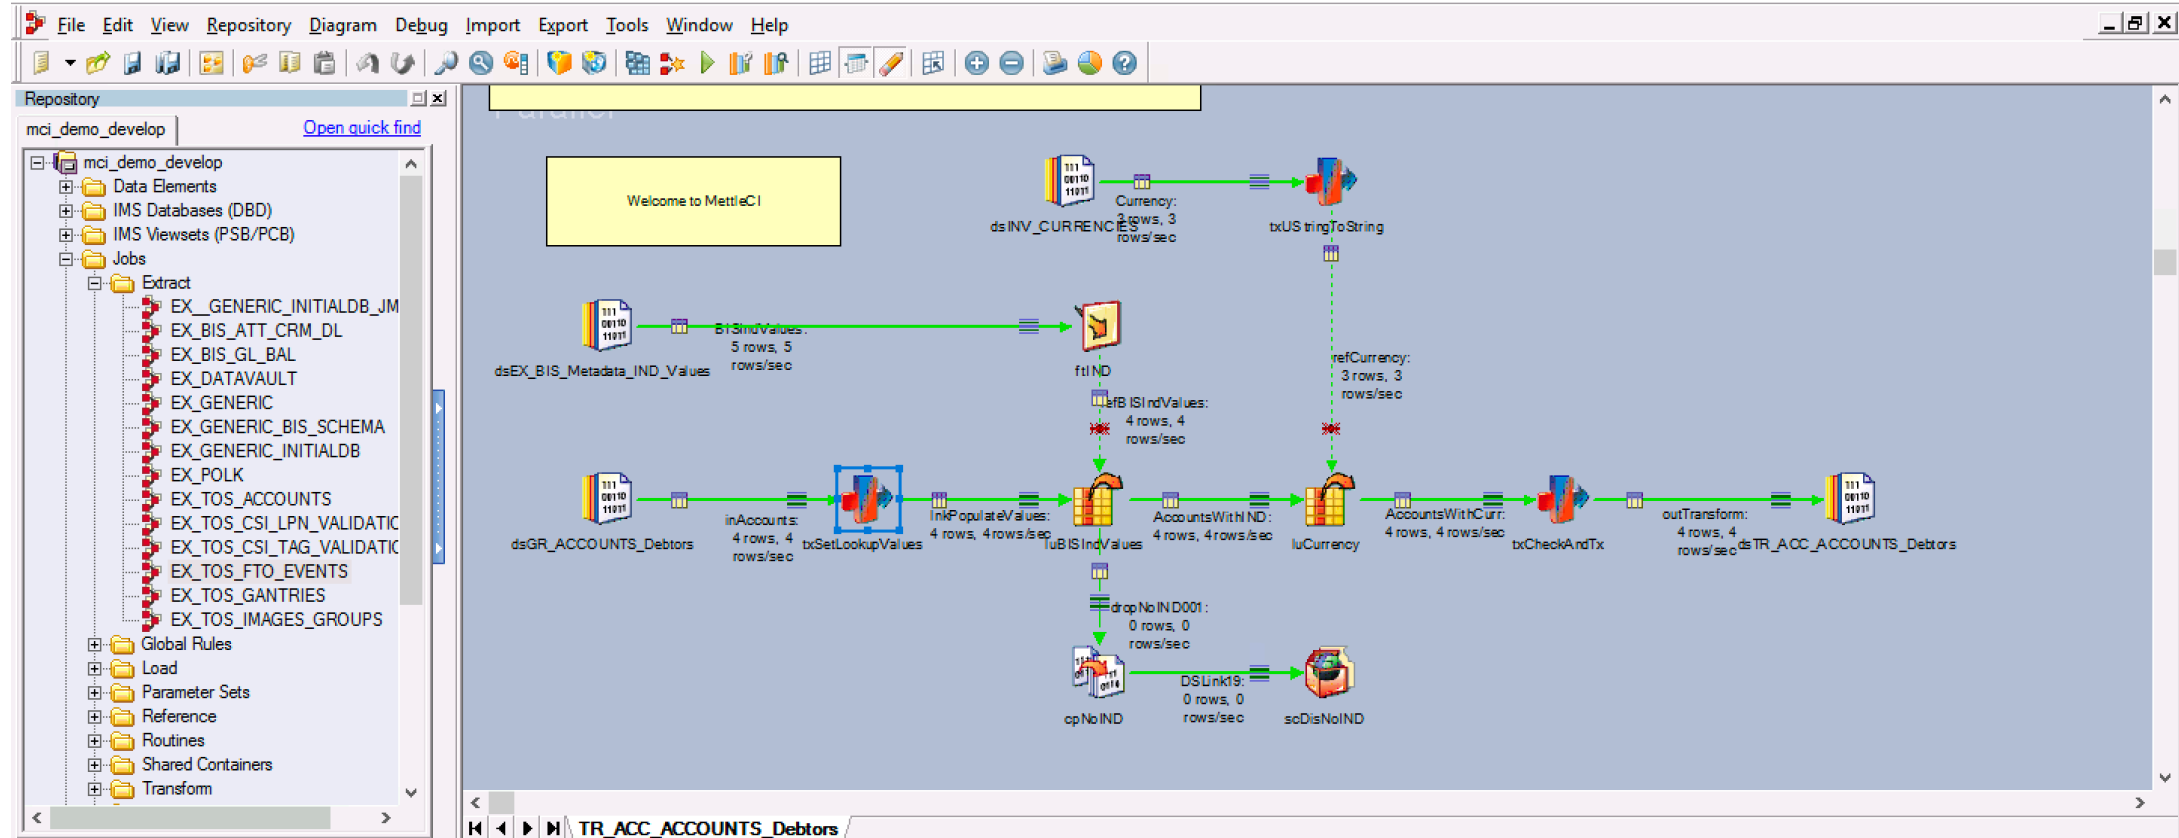 File Edit View Repository Diagram Debug Import Export Tools Window Help
Repository
mci_demo_develop
Open quick find
mci_demo_develop
Data Elements
IMS Databases (DBD)
IMS Viewsets (PSB/PCB)
Jobs
Extract
EX__GENERIC_INITIALDB_JM
EX_BIS_ATT_CRM_DL
EX_BIS_GL_BAL
EX_DATAVAULT
EX_GENERIC
EX_GENERIC_BIS_SCHEMA
EX_GENERIC_INITIALDB
EX_POLK
EX_TOS_ACCOUNTS
EX_TOS_CSI_LPN_VALIDATIC
EX_TOS_CSI_TAG_VALIDATIC
EX_TOS_FTO_EVENTS
EX_TOS_GANTRIES
EX_TOS_IMAGES_GROUPS
Global Rules
Load
Parameter Sets
Reference
Routines
Shared Containers
Transform
Parallel
Welcome to MettleCI
dsINV_CURRENCIES
Currency:
3 rows, 3
rows/sec
txUStringToString
dsEX_BIS_Metadata_IND_Values
BISIndValues:
5 rows, 5
rows/sec
ftIND
refBISIndValues:
4 rows, 4
rows/sec
refCurrency:
3 rows, 3
rows/sec
dsGR_ACCOUNTS_Debtors
inAccounts:
4 rows, 4
rows/sec
txSetLookupValues
lnkPopulateValues:
4 rows, 4 rows/sec
luBISIndValues
AccountsWithIND:
4 rows, 4 rows/sec
luCurrency
AccountsWithCurr:
4 rows, 4 rows/sec
txCheckAndTx
outTransform:
4 rows, 4
rows/sec
dsTR_ACC_ACCOUNTS_Debtors
dropNoIND001:
0 rows, 0
rows/sec
cpNoIND
DSLink19:
0 rows, 0
rows/sec
scDisNoIND
TR_ACC_ACCOUNTS_Debtors